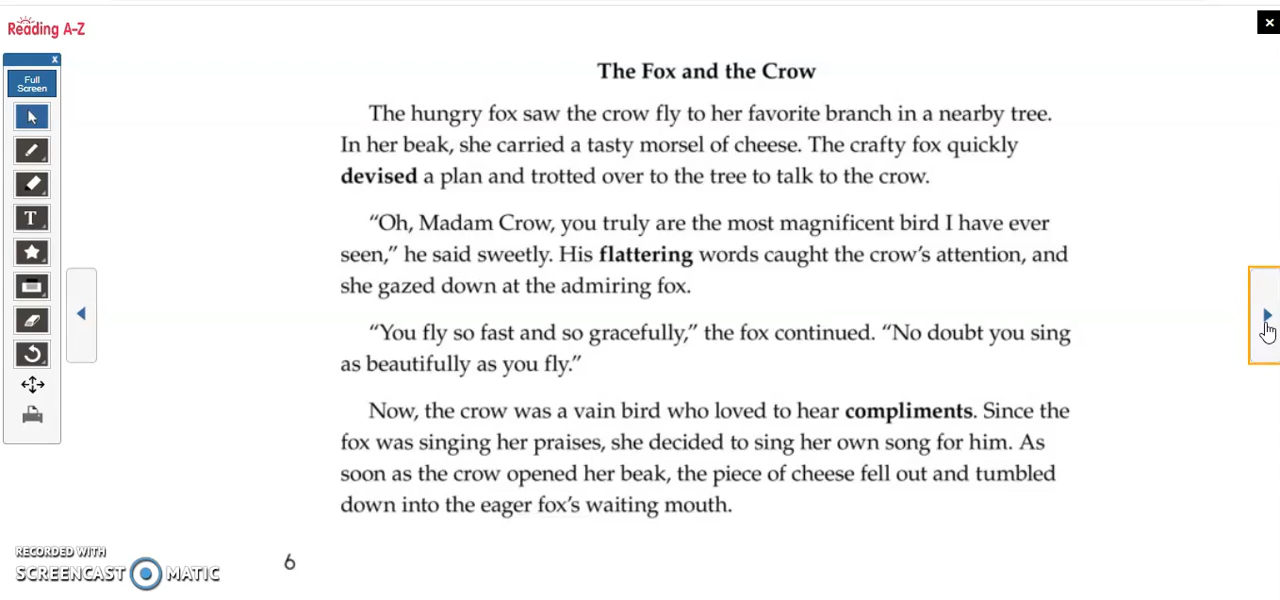 Reading A-Z
x
Full
Screen
T
The Fox and the Crow
The hungry fox saw the crow fly to her favorite branch in a nearby tree.
In her beak, she carried a tasty morsel of cheese. The crafty fox quickly
devised a plan and trotted over to the tree to talk to the crow.
“Oh, Madam Crow, you truly are the most magnificent bird I have ever
seen,” he said sweetly. His flattering words caught the crow’s attention, and
she gazed down at the admiring fox.
“You fly so fast and so gracefully,” the fox continued. “No doubt you sing
as beautifully as you fly.”
Now, the crow was a vain bird who loved to hear compliments. Since the
fox was singing her praises, she decided to sing her own song for him. As
soon as the crow opened her beak, the piece of cheese fell out and tumbled
down into the eager fox’s waiting mouth.
6
RECORDED WITH
SCREENCAST MATIC